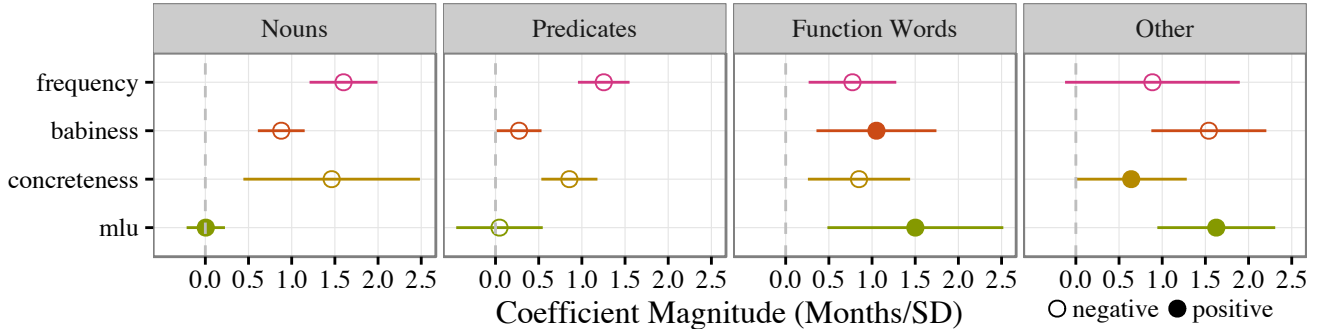 Nouns Predicates Function Words Other
frequency
babiness
concreteness
mlu
0.0 0.5 1.0 1.5 2.0 2.5 0.0 0.5 1.0 1.5 2.0 2.5 0.0 0.5 1.0 1.5 2.0 2.5 0.0 0.5 1.0 1.5 2.0 2.5
Coefficient Magnitude (Months/SD)
negative positive